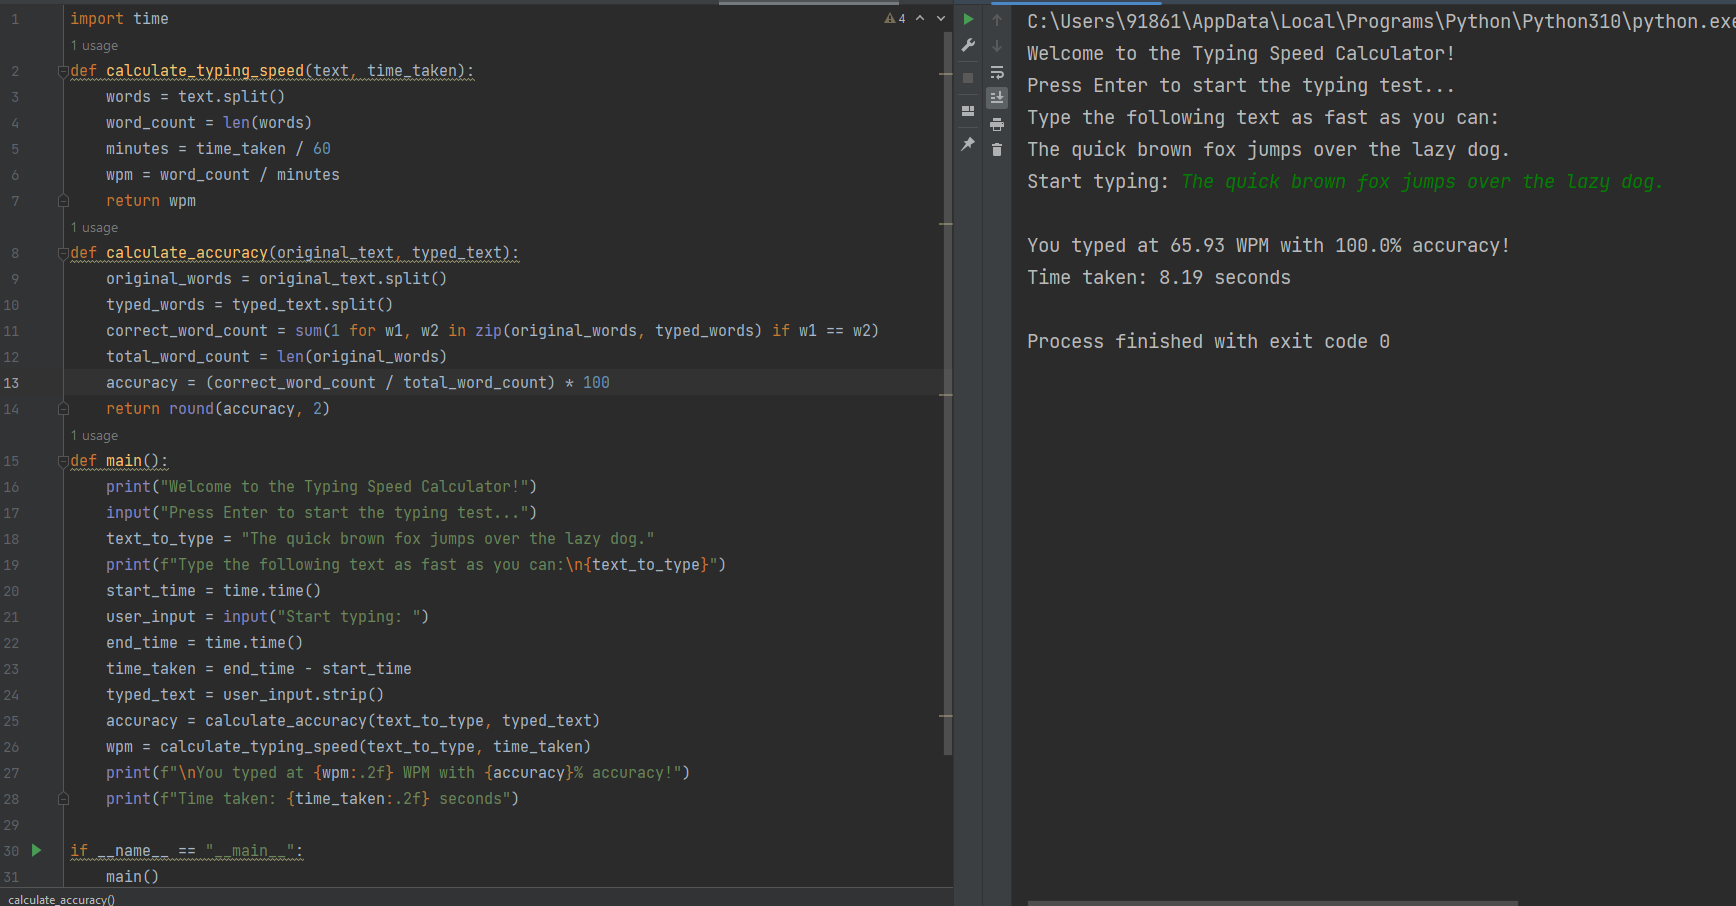 1 import time
1 usage
2 def calculate_typing_speed(text, time_taken):
3 words = text.split()
4 word_count = len(words)
5 minutes = time_taken / 60
6 wpm = word_count / minutes
7 return wpm
1 usage
8 def calculate_accuracy(original_text, typed_text):
9 original_words = original_text.split()
10 typed_words = typed_text.split()
11 correct_word_count = sum(1 for w1, w2 in zip(original_words, typed_words) if w1 == w2)
12 total_word_count = len(original_words)
13 accuracy = (correct_word_count / total_word_count) * 100
14 return round(accuracy, 2)
1 usage
15 def main():
16 print("Welcome to the Typing Speed Calculator!")
17 input("Press Enter to start the typing test...")
18 text_to_type = "The quick brown fox jumps over the lazy dog."
19 print(f"Type the following text as fast as you can:\n{text_to_type}")
20 start_time = time.time()
21 user_input = input("Start typing: ")
22 end_time = time.time()
23 time_taken = end_time - start_time
24 typed_text = user_input.strip()
25 accuracy = calculate_accuracy(text_to_type, typed_text)
26 wpm = calculate_typing_speed(text_to_type, time_taken)
27 print(f"\nYou typed at {wpm:.2f} WPM with {accuracy}% accuracy!")
28 print(f"Time taken: {time_taken:.2f} seconds")
29
30 if __name__ == "__main__":
31 main()
calculate_accuracy()
4
C:\Users\91861\AppData\Local\Programs\Python\Python310\python.exe
Welcome to the Typing Speed Calculator!
Press Enter to start the typing test...
Type the following text as fast as you can:
The quick brown fox jumps over the lazy dog.
Start typing: The quick brown fox jumps over the lazy dog.
You typed at 65.93 WPM with 100.0% accuracy!
Time taken: 8.19 seconds
Process finished with exit code 0